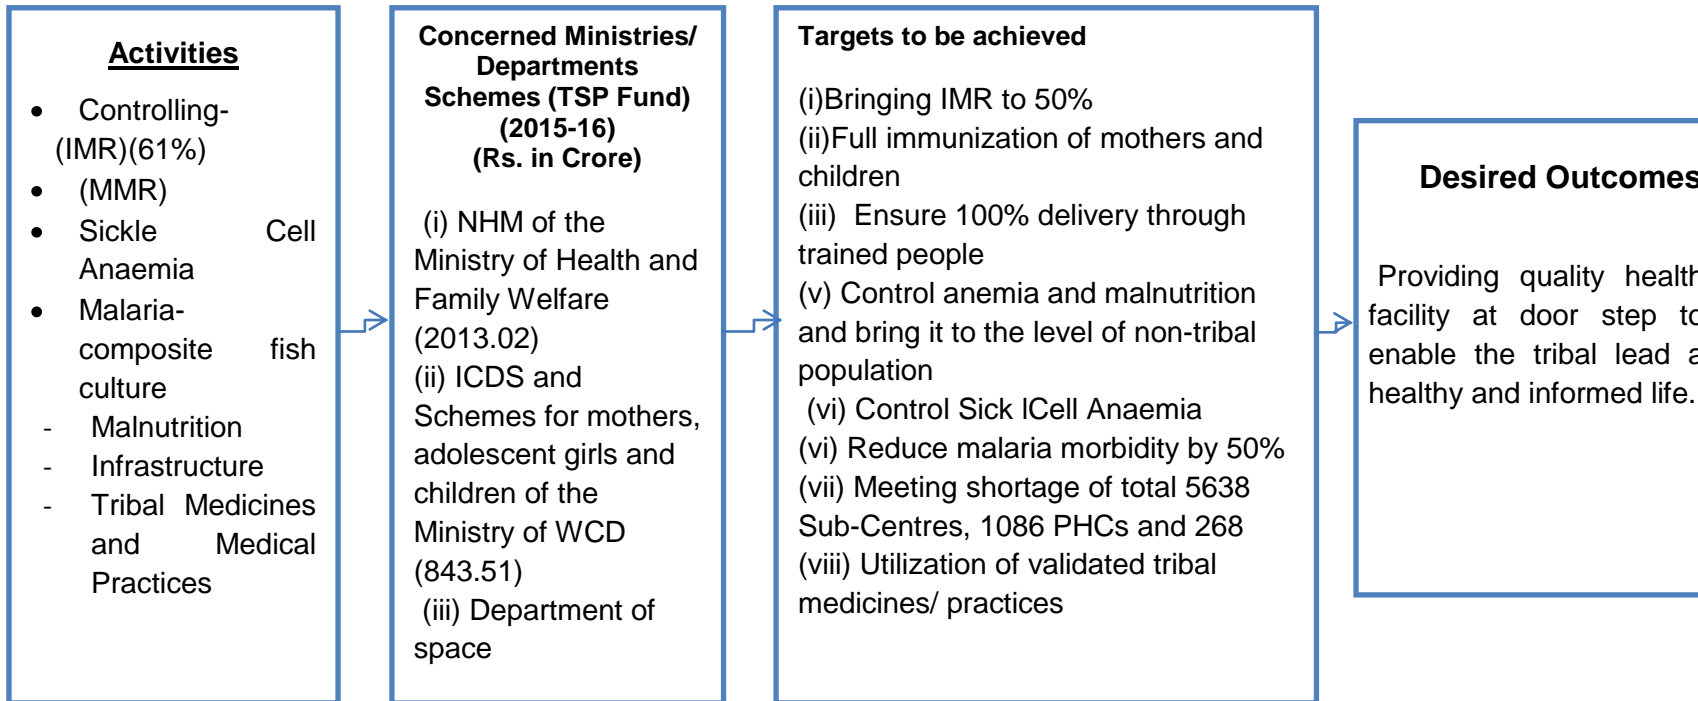 Activities
• Controlling-
(IMR)(61%)
• (MMR)
• Sickle Cell
Anaemia
• Malaria-
composite fish
culture
- Malnutrition
- Infrastructure
- Tribal Medicines
and Medical
Practices
Concerned Ministries/
Departments
Schemes (TSP Fund)
(2015-16)
(Rs. in Crore)
(i) NHM of the
Ministry of Health and
Family Welfare
(2013.02)
(ii) ICDS and
Schemes for mothers,
adolescent girls and
children of the
Ministry of WCD
(843.51)
(iii) Department of
space
Targets to be achieved
(i)Bringing IMR to 50%
(ii)Full immunization of mothers and
children
(iii) Ensure 100% delivery through
trained people
(v) Control anemia and malnutrition
and bring it to the level of non-tribal
population
(vi) Control Sick lCell Anaemia
(vi) Reduce malaria morbidity by 50%
(vii) Meeting shortage of total 5638
Sub-Centres, 1086 PHCs and 268
(viii) Utilization of validated tribal
medicines/ practices
Desired Outcomes
Providing quality health
facility at door step to
enable the tribal lead a
healthy and informed life.